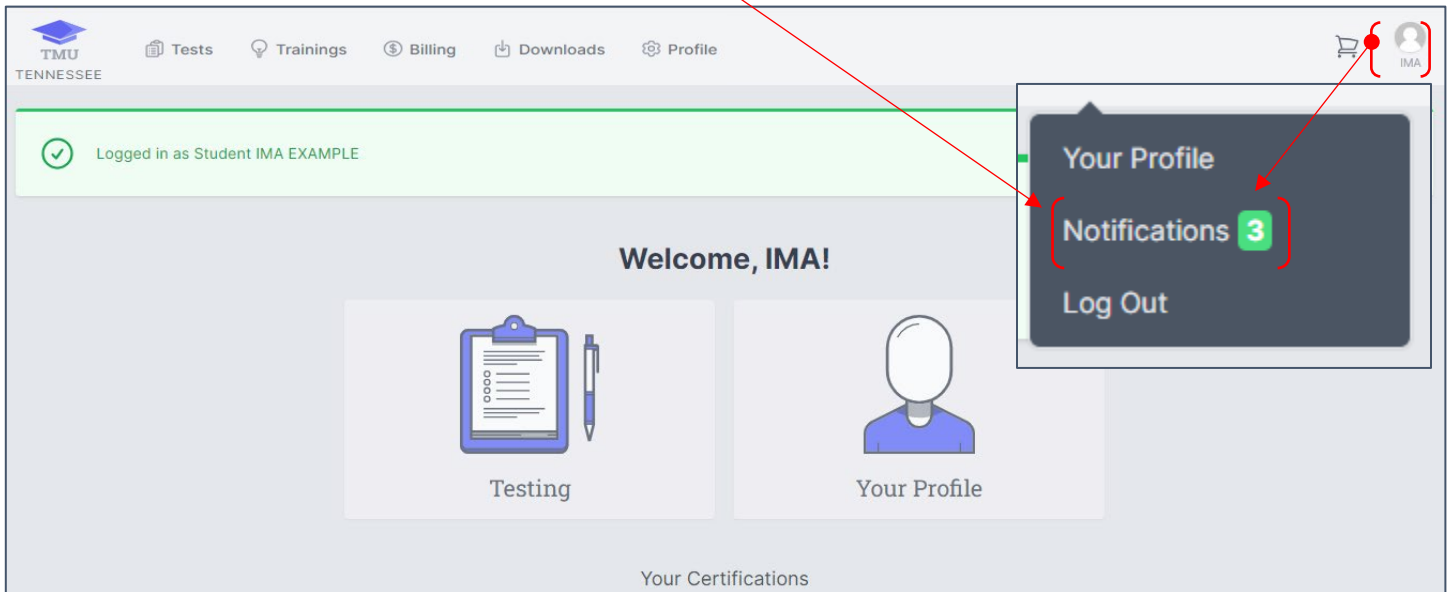 TMU
TENNESSEE
Tests Trainings Billing Downloads Profile
IMA
Logged in as Student IMA EXAMPLE
Your Profile
Notifications 3
Log Out
Welcome, IMA!
Testing
Your Profile
Your Certifications